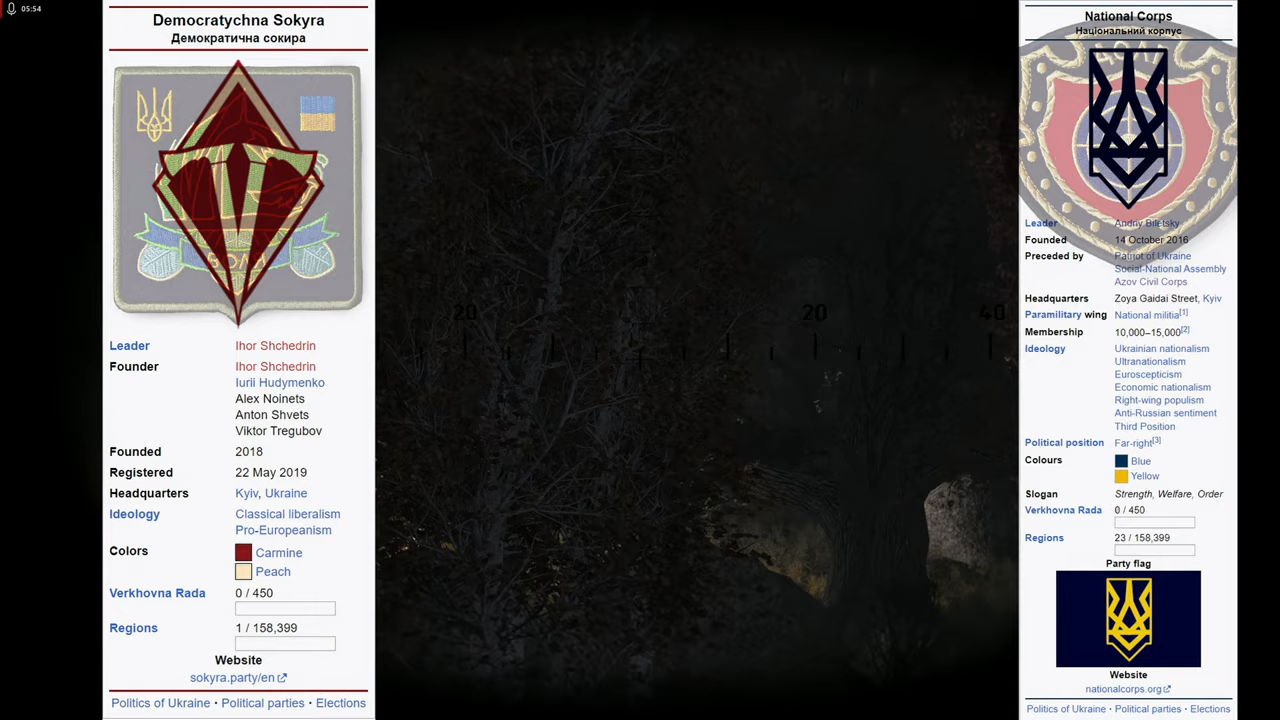 05:54
Democratychna Sokyra
Демократична сокира
ВОЛЯ
Leader Ihor Shchedrin
Founder Ihor Shchedrin
Iurii Hudymenko
Alex Noinets
Anton Shvets
Viktor Tregubov
Founded 2018
Registered 22 May 2019
Headquarters Kyiv, Ukraine
Ideology Classical liberalism
Pro-Europeanism
Colors Carmine
Peach
Verkhovna Rada 0 / 450
Regions 1 / 158,399
Website
sokyra.party/en
Politics of Ukraine · Political parties · Elections
20 20 40
National Corps
Національний корпус
Leader Andriy Biletsky
Founded 14 October 2016
Preceded by Patriot of Ukraine
Social-National Assembly
Azov Civil Corps
Headquarters Zoya Gaidai Street, Kyiv
Paramilitary wing National militia[1]
Membership 10,000–15,000[2]
Ideology Ukrainian nationalism
Ultranationalism
Euroscepticism
Economic nationalism
Right-wing populism
Anti-Russian sentiment
Third Position
Political position Far-right[3]
Colours Blue
Yellow
Slogan Strength, Welfare, Order
Verkhovna Rada 0 / 450
Regions 23 / 158,399
Party flag
Website
nationalcorps.org
Politics of Ukraine · Political parties · Elections